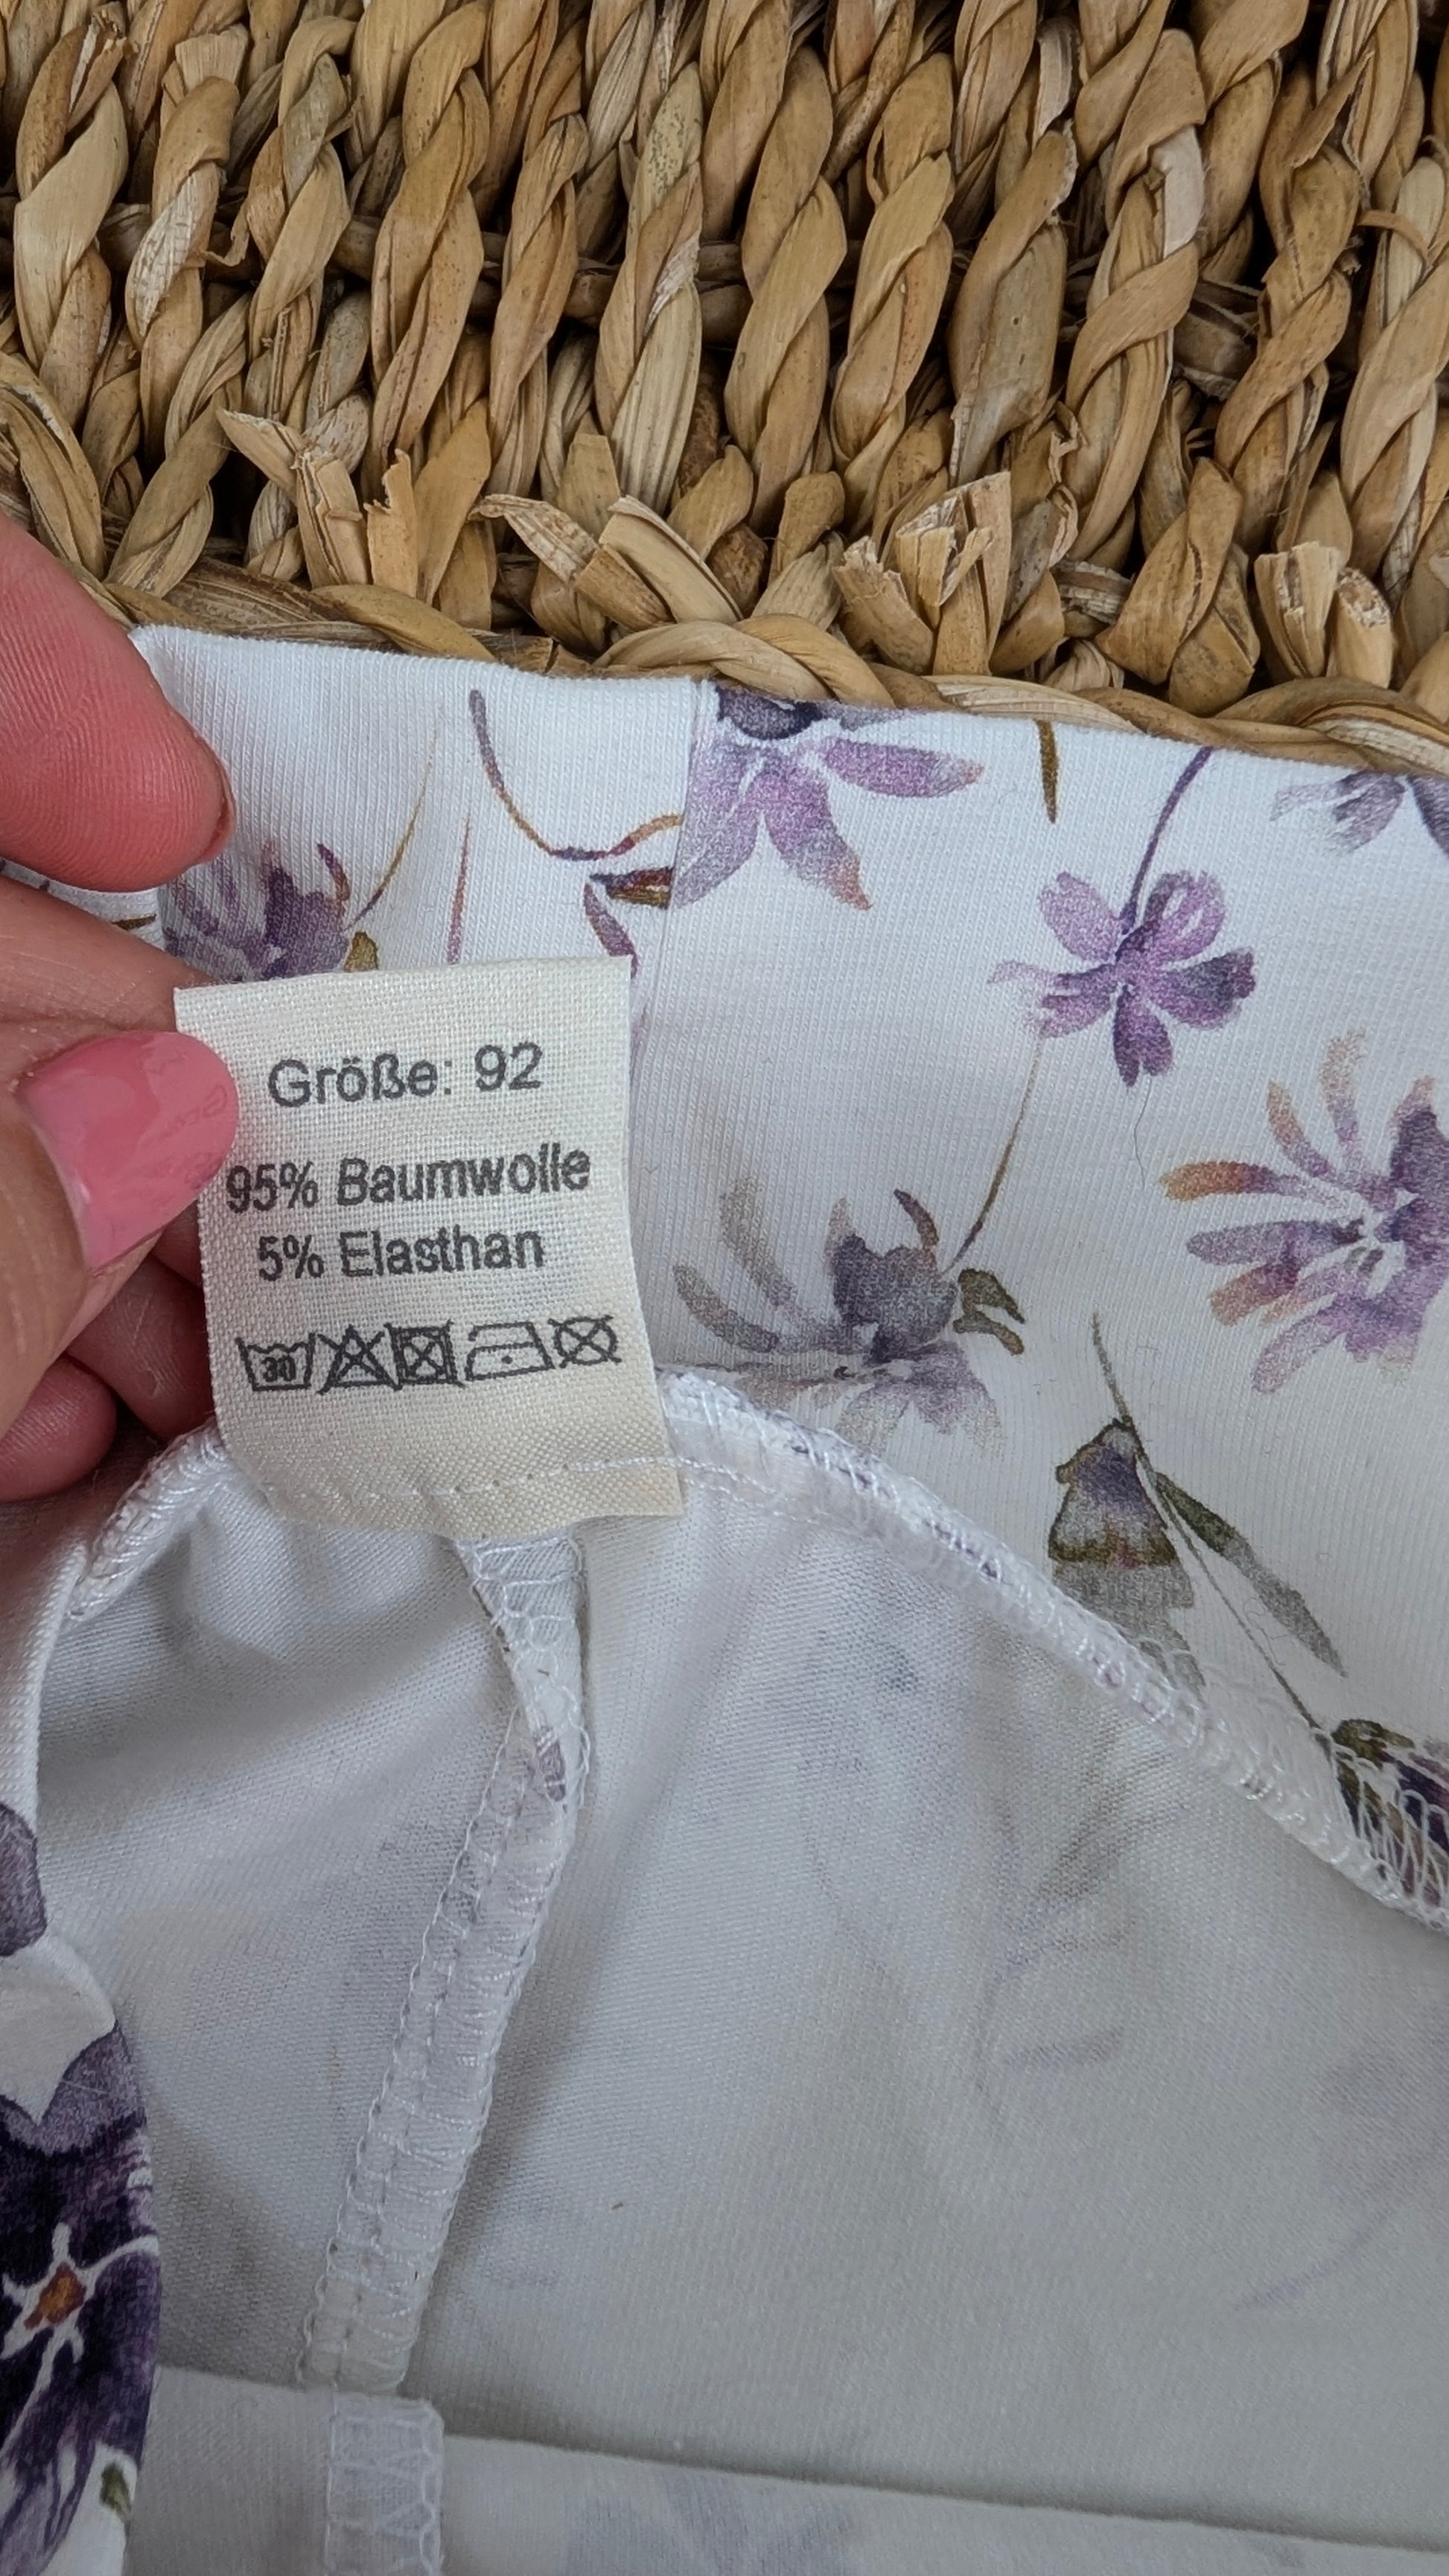 Größe: 92
95% Baumwolle
5% Elasthan
30